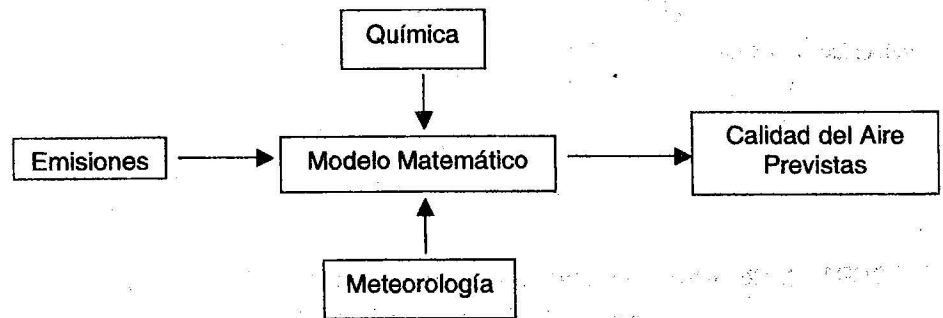 Química
Emisiones
Modelo Matemático
Calidad del Aire
Previstas
Meteorología